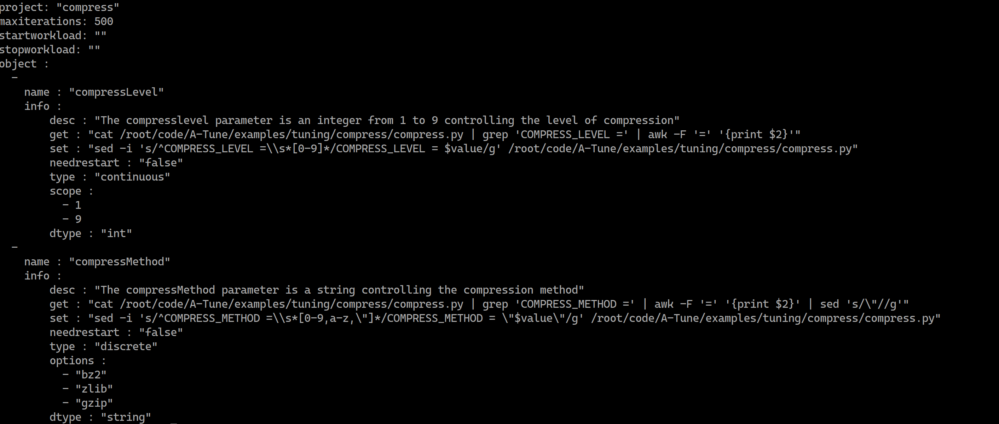 project: "compress"
maxiterations: 500
startworkload: ""
stopworkload: ""
object :
  -
    name : "compressLevel"
    info :
        desc : "The compresslevel parameter is an integer from 1 to 9 controlling the level of compression"
        get : "cat /root/code/A-Tune/examples/tuning/compress/compress.py | grep 'COMPRESS_LEVEL =' | awk -F '=' '{print $2}'"
        set : "sed -i 's/^COMPRESS_LEVEL =\\s*[0-9]*/COMPRESS_LEVEL = $value/g' /root/code/A-Tune/examples/tuning/compress/compress.py"
        needrestart : "false"
        type : "continuous"
        scope :
          - 1
          - 9
        dtype : "int"
  -
    name : "compressMethod"
    info :
        desc : "The compressMethod parameter is a string controlling the compression method"
        get : "cat /root/code/A-Tune/examples/tuning/compress/compress.py | grep 'COMPRESS_METHOD =' | awk -F '=' '{print $2}' | sed 's/\"//g'"
        set : "sed -i 's/^COMPRESS_METHOD =\\s*[0-9,a-z,\"]*/COMPRESS_METHOD = \"$value\"/g' /root/code/A-Tune/examples/tuning/compress/compress.py"
        needrestart : "false"
        type : "discrete"
        options :
          - "bz2"
          - "zlib"
          - "gzip"
        dtype : "string"